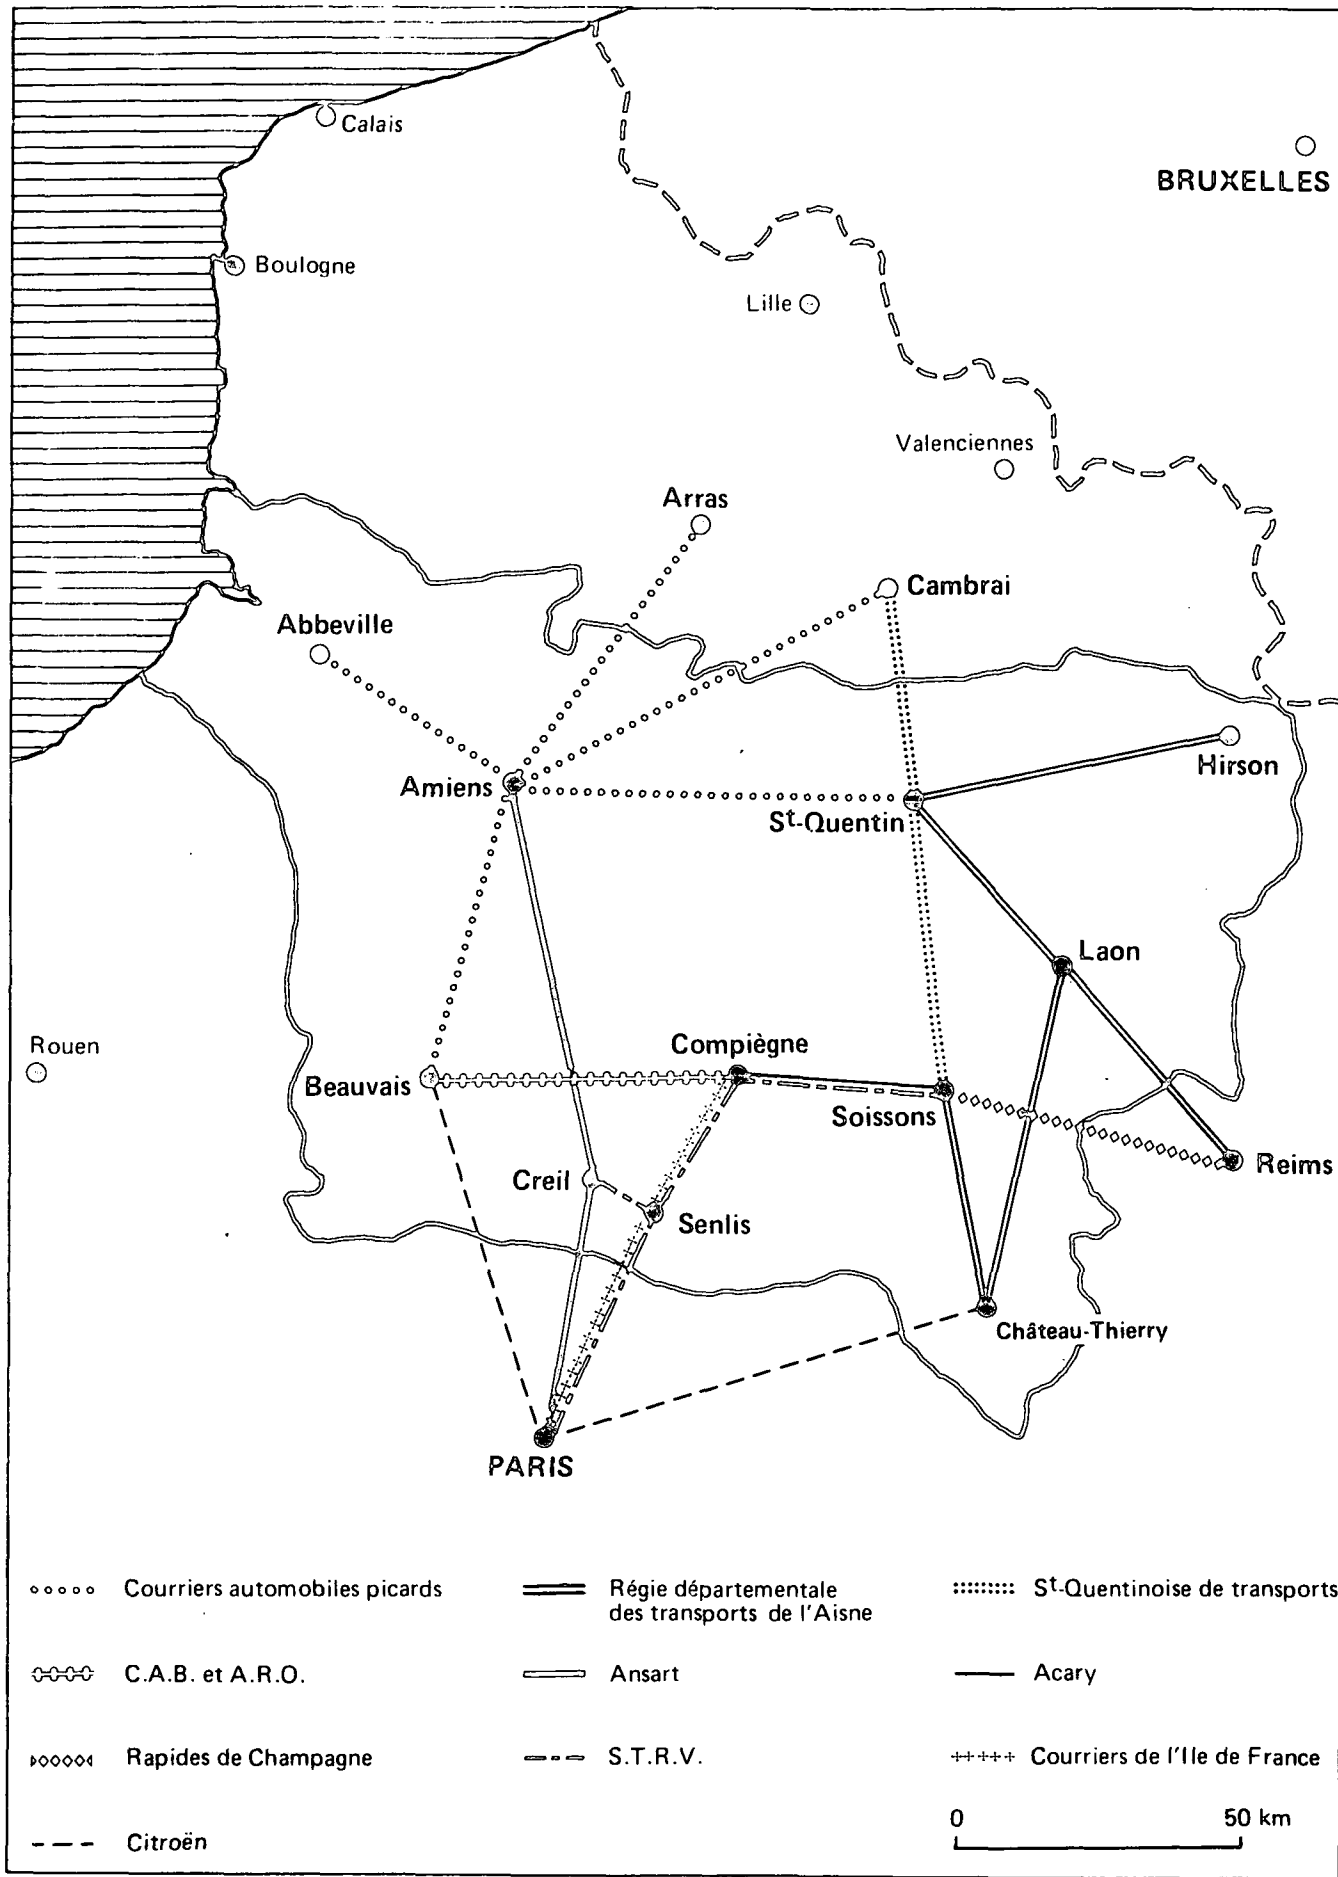 Calais
BRUXELLES
Boulogne
Lille
Valenciennes
Arras
Cambrai
Abbeville
Hirson
Amiens
St-Quentin
Laon
Rouen
Compiègne
Beauvais
Soissons
Reims
Creil
Senlis
Château-Thierry
PARIS
Courriers automobiles picards
Régie départementale
des transports de l'Aisne
St-Quentinoise de transports
C.A.B. et A.R.O.
Ansart
Acary
Rapides de Champagne
S.T.R.V.
Courriers de l'Ile de France
0 50 km
Citroën